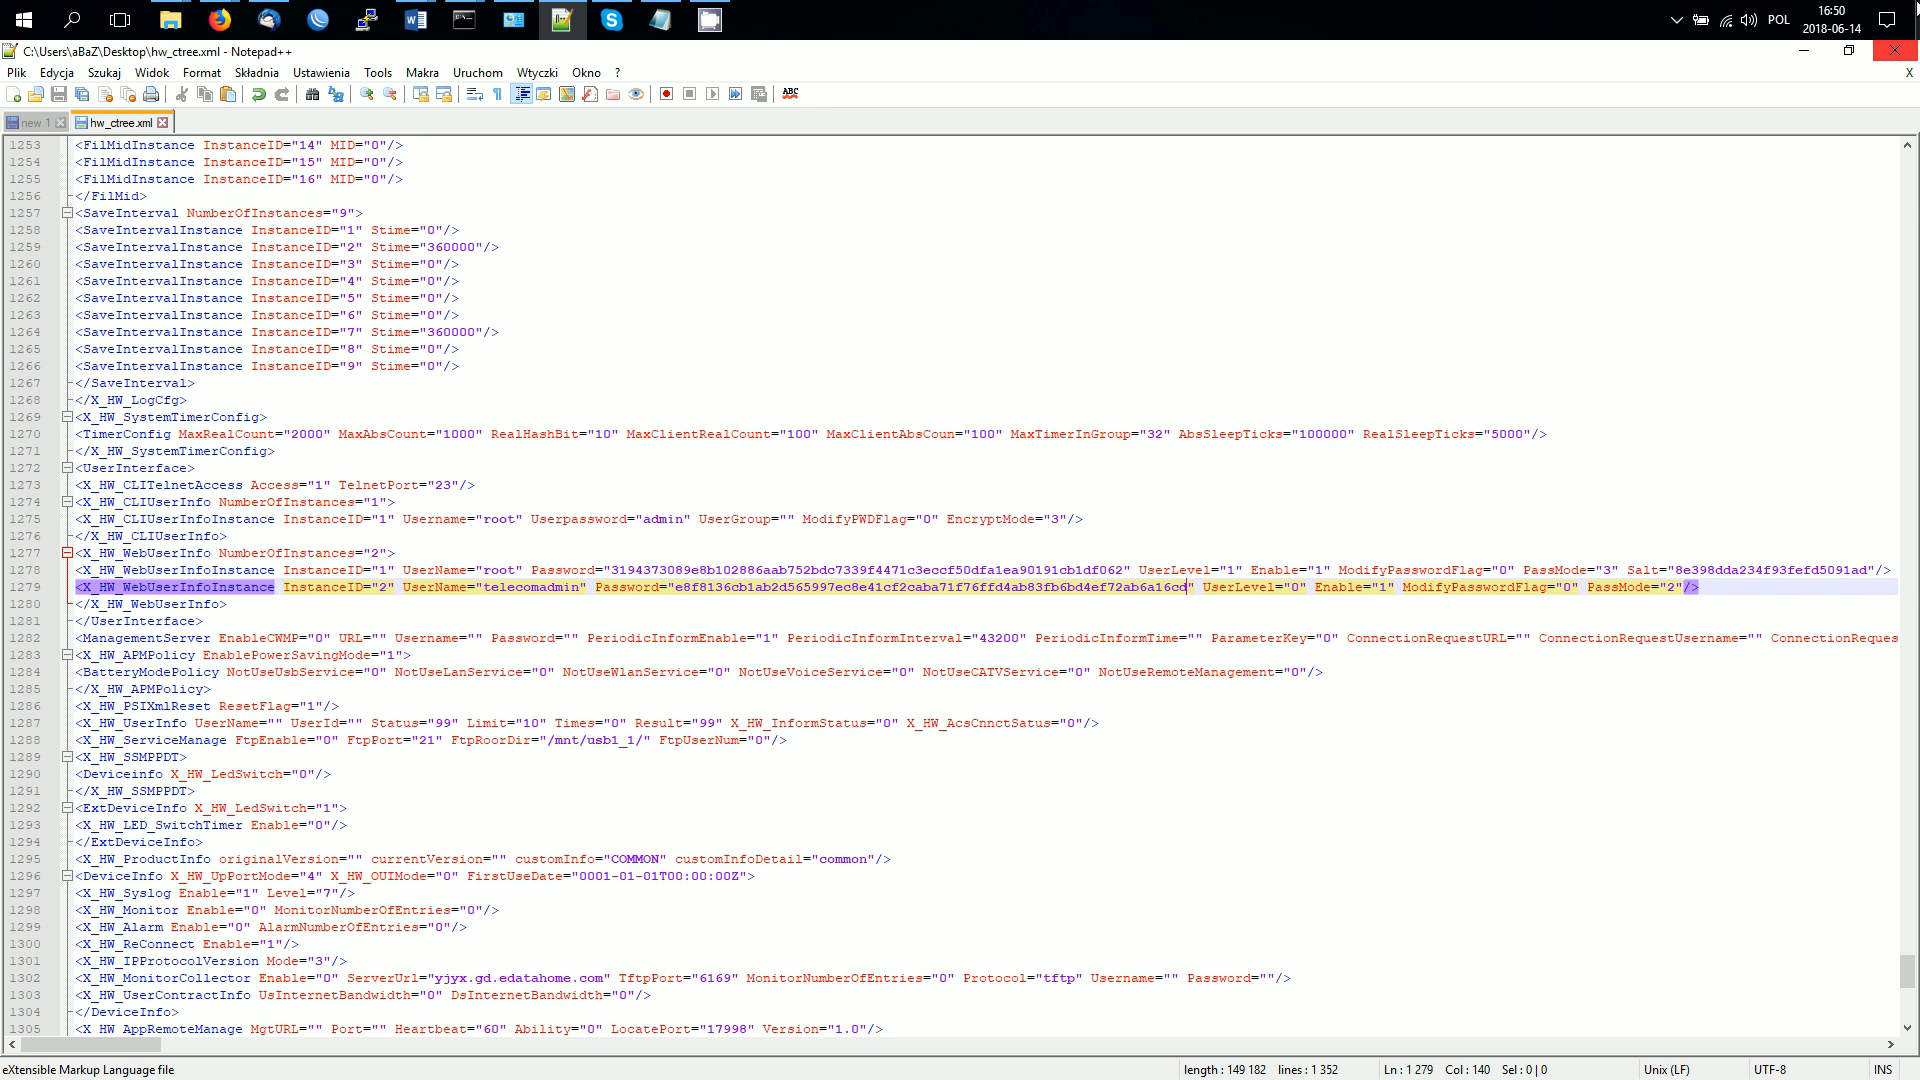 POL
16:50
2018-06-14
C:\Users\aBaZ\Desktop\hw_ctree.xml - Notepad++
Plik Edycja Szukaj Widok Format Składnia Ustawienia Tools Makra Uruchom Wtyczki Okno ? X
new 1 hw_ctree.xml
1253 <FilMidInstance InstanceID="14" MID="0"/>
1254 <FilMidInstance InstanceID="15" MID="0"/>
1255 <FilMidInstance InstanceID="16" MID="0"/>
1256 </FilMid>
1257 <SaveInterval NumberOfInstances="9">
1258 <SaveIntervalInstance InstanceID="1" Stime="0"/>
1259 <SaveIntervalInstance InstanceID="2" Stime="360000"/>
1260 <SaveIntervalInstance InstanceID="3" Stime="0"/>
1261 <SaveIntervalInstance InstanceID="4" Stime="0"/>
1262 <SaveIntervalInstance InstanceID="5" Stime="0"/>
1263 <SaveIntervalInstance InstanceID="6" Stime="0"/>
1264 <SaveIntervalInstance InstanceID="7" Stime="360000"/>
1265 <SaveIntervalInstance InstanceID="8" Stime="0"/>
1266 <SaveIntervalInstance InstanceID="9" Stime="0"/>
1267 </SaveInterval>
1268 </X_HW_LogCfg>
1269 <X_HW_SystemTimerConfig>
1270 <TimerConfig MaxRealCount="2000" MaxAbsCount="1000" RealHashBit="10" MaxClientRealCount="100" MaxClientAbsCoun="100" MaxTimerInGroup="32" AbsSleepTicks="100000" RealSleepTicks="5000"/>
1271 </X_HW_SystemTimerConfig>
1272 <UserInterface>
1273 <X_HW_CLITelnetAccess Access="1" TelnetPort="23"/>
1274 <X_HW_CLIUserInfo NumberOfInstances="1">
1275 <X_HW_CLIUserInfoInstance InstanceID="1" Username="root" Userpassword="admin" UserGroup="" ModifyPWDFlag="0" EncryptMode="3"/>
1276 </X_HW_CLIUserInfo>
1277 <X_HW_WebUserInfo NumberOfInstances="2">
1278 <X_HW_WebUserInfoInstance InstanceID="1" UserName="root" Password="3194373089e8b102886aab752bdc7339f4471c3eccf50dfa1ea90191cb1df062" UserLevel="1" Enable="1" ModifyPasswordFlag="0" PassMode="3" Salt="8e398dda234f93fefd5091ad"/>
1279 <X_HW_WebUserInfoInstance InstanceID="2" UserName="telecomadmin" Password="e8f8136cb1ab2d565997ec8e41cf2caba71f76ffd4ab83fb6bd4ef72ab6a16cd" UserLevel="0" Enable="1" ModifyPasswordFlag="0" PassMode="2"/>
1280 </X_HW_WebUserInfo>
1281 </UserInterface>
1282 <ManagementServer EnableCWMP="0" URL="" Username="" Password="" PeriodicInformEnable="1" PeriodicInformInterval="43200" PeriodicInformTime="" ParameterKey="0" ConnectionRequestURL="" ConnectionRequestUsername="" ConnectionReques
1283 <X_HW_APMPolicy EnablePowerSavingMode="1">
1284 <BatteryModePolicy NotUseUsbService="0" NotUseLanService="0" NotUseWlanService="0" NotUseVoiceService="0" NotUseCATVService="0" NotUseRemoteManagement="0"/>
1285 </X_HW_APMPolicy>
1286 <X_HW_PSIXmlReset ResetFlag="1"/>
1287 <X_HW_UserInfo UserName="" UserId="" Status="99" Limit="10" Times="0" Result="99" X_HW_InformStatus="0" X_HW_AcsCnnctSatus="0"/>
1288 <X_HW_ServiceManage FtpEnable="0" FtpPort="21" FtpRoorDir="/mnt/usb1_1/" FtpUserNum="0"/>
1289 <X_HW_SSMPPDT>
1290 <Deviceinfo X_HW_LedSwitch="0"/>
1291 </X_HW_SSMPPDT>
1292 <ExtDeviceInfo X_HW_LedSwitch="1">
1293 <X_HW_LED_SwitchTimer Enable="0"/>
1294 </ExtDeviceInfo>
1295 <X_HW_ProductInfo originalVersion="" currentVersion="" customInfo="COMMON" customInfoDetail="common"/>
1296 <DeviceInfo X_HW_UpPortMode="4" X_HW_OUIMode="0" FirstUseDate="0001-01-01T00:00:00Z">
1297 <X_HW_Syslog Enable="1" Level="7"/>
1298 <X_HW_Monitor Enable="0" MonitorNumberOfEntries="0"/>
1299 <X_HW_Alarm Enable="0" AlarmNumberOfEntries="0"/>
1300 <X_HW_ReConnect Enable="1"/>
1301 <X_HW_IPProtocolVersion Mode="3"/>
1302 <X_HW_MonitorCollector Enable="0" ServerUrl="yjyx.gd.edatahome.com" TftpPort="6169" MonitorNumberOfEntries="0" Protocol="tftp" Username="" Password=""/>
1303 <X_HW_UserContractInfo UsInternetBandwidth="0" DsInternetBandwidth="0"/>
1304 </DeviceInfo>
1305 <X_HW_AppRemoteManage MgtURL="" Port="" Heartbeat="60" Ability="0" LocatePort="17998" Version="1.0"/>
eXtensible Markup Language file length : 149 182 lines : 1 352 Ln : 1 279 Col : 140 Sel : 0 | 0 Unix (LF) UTF-8 INS